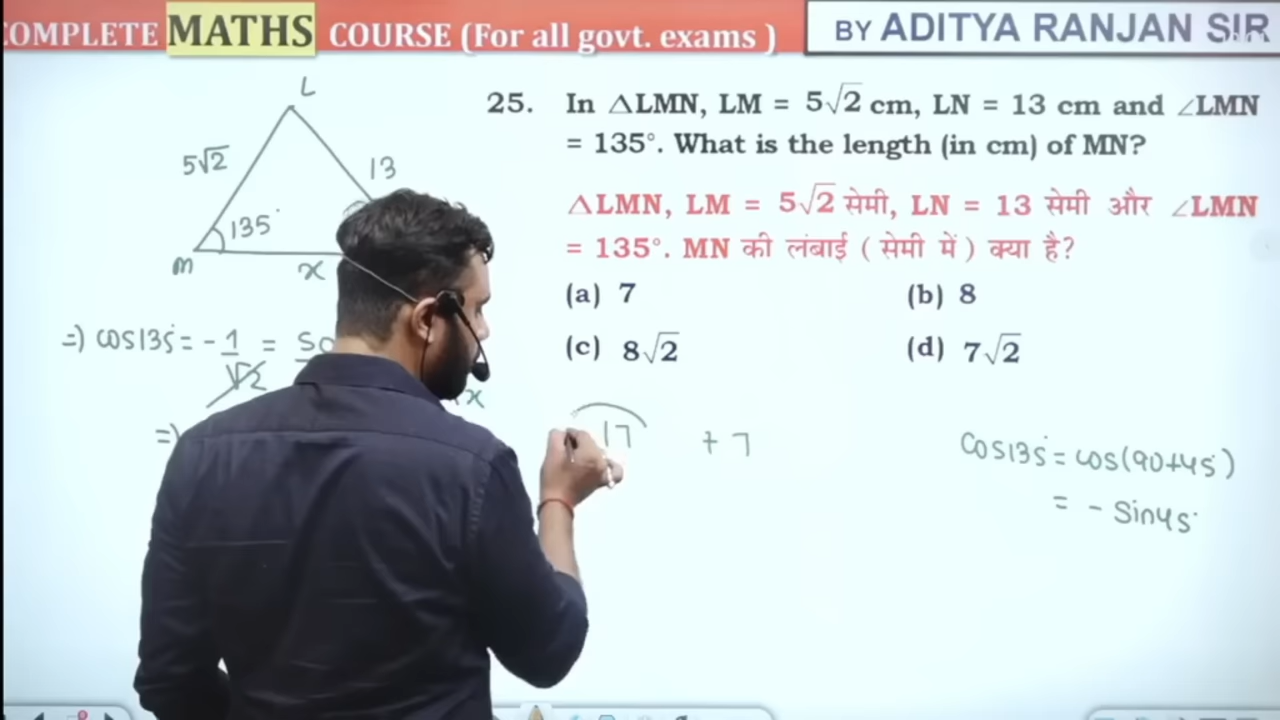 COMPLETE MATHS COURSE (For all govt. exams )
BY ADITYA RANJAN SIR
25. In △LMN, LM = 5√2 cm, LN = 13 cm and ∠LMN
= 135°. What is the length (in cm) of MN?
△LMN, LM = 5√2 सेमी, LN = 13 सेमी और ∠LMN
= 135°. MN की लंबाई ( सेमी में ) क्या है?
(a) 7
(b) 8
(c) 8√2
(d) 7√2
L
5√2
13
135°
M
x
=) cos135° = - 1/√2 = 50
x
=)
17 + 7
cos135° = cos(90+45°)
= - sin45°